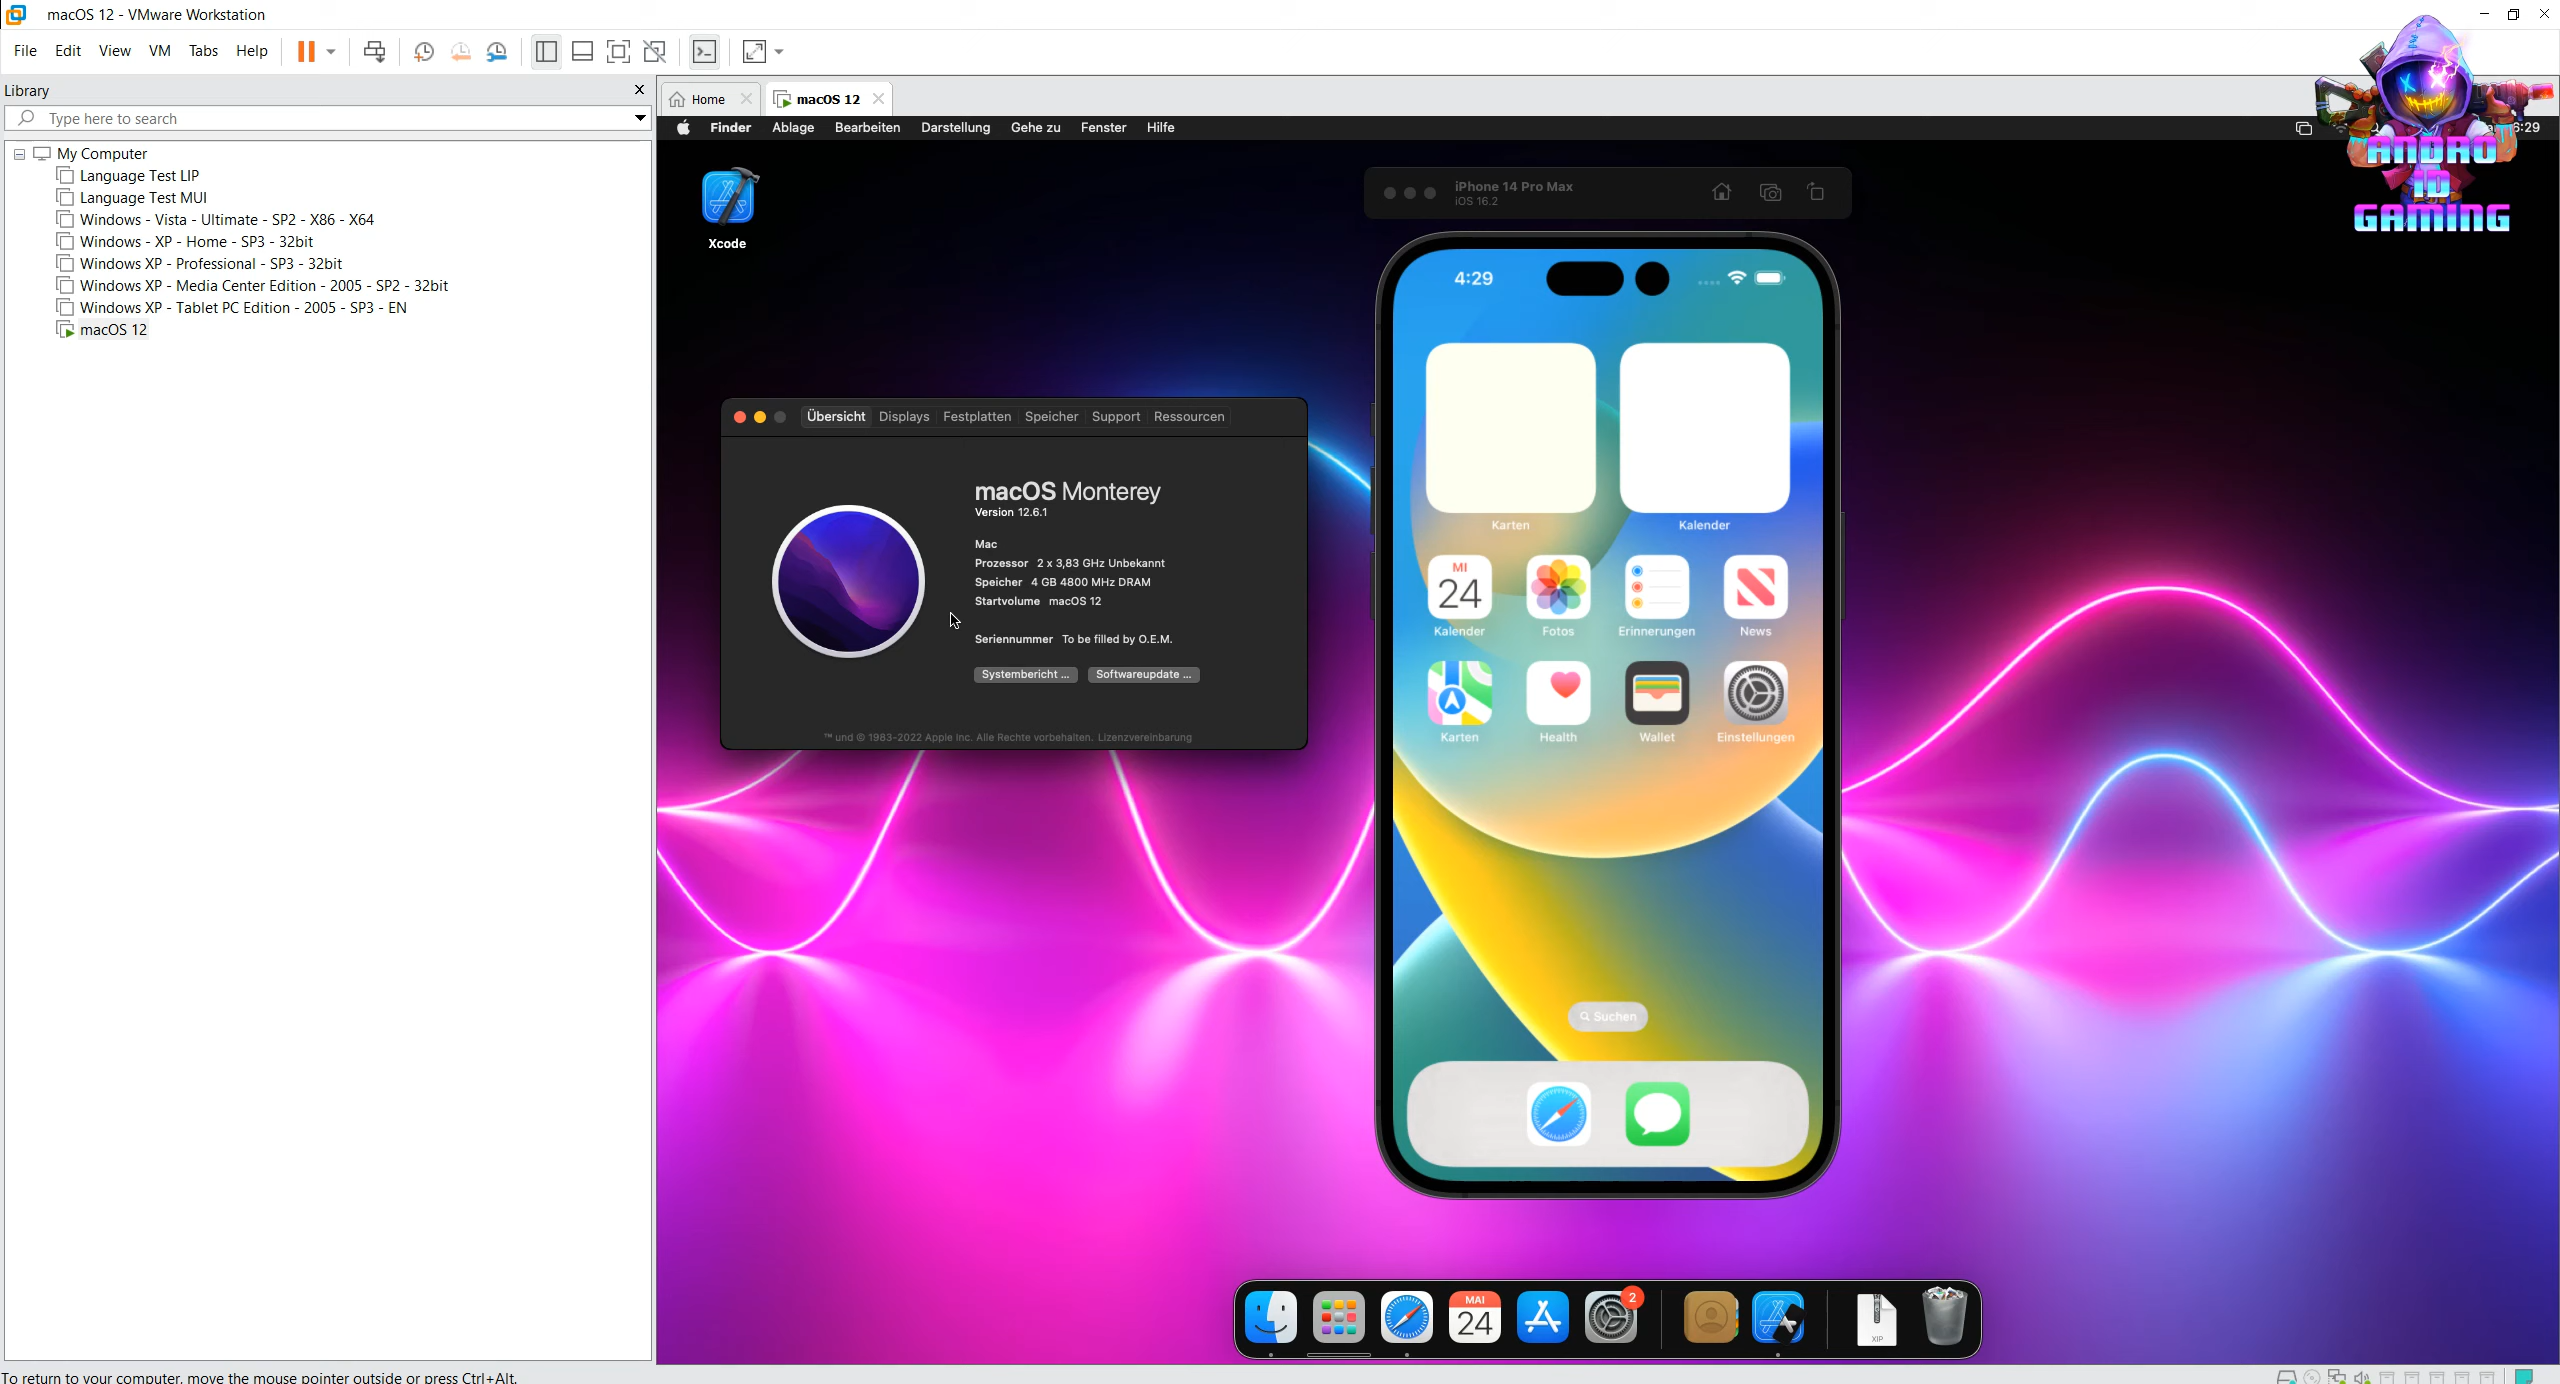 macOS 12 - VMware Workstation
File Edit View VM Tabs Help
Library
Type here to search
My Computer
Language Test LIP
Language Test MUI
Windows - Vista - Ultimate - SP2 - X86 - X64
Windows - XP - Home - SP3 - 32bit
Windows XP - Professional - SP3 - 32bit
Windows XP - Media Center Edition - 2005 - SP2 - 32bit
Windows XP - Tablet PC Edition - 2005 - SP3 - EN
macOS 12
Home macOS 12
Finder Ablage Bearbeiten Darstellung Gehe zu Fenster Hilfe
:29
ANDRO
ID
GAMING
Xcode
iPhone 14 Pro Max
iOS 16.2
4:29
Übersicht Displays Festplatten Speicher Support Ressourcen
macOS Monterey
Version 12.6.1
Mac
Prozessor 2 x 3,83 GHz Unbekannt
Speicher 4 GB 4800 MHz DRAM
Startvolume macOS 12
Seriennummer To be filled by O.E.M.
Systembericht ... Softwareupdate ...
™ und © 1983-2022 Apple Inc. Alle Rechte vorbehalten. Lizenzvereinbarung
Karten Kalender
MI
24
Kalender Fotos Erinnerungen News
Karten Health Wallet Einstellungen
Suchen
MAI
24
2
XIP
To return to your computer, move the mouse pointer outside or press Ctrl+Alt.